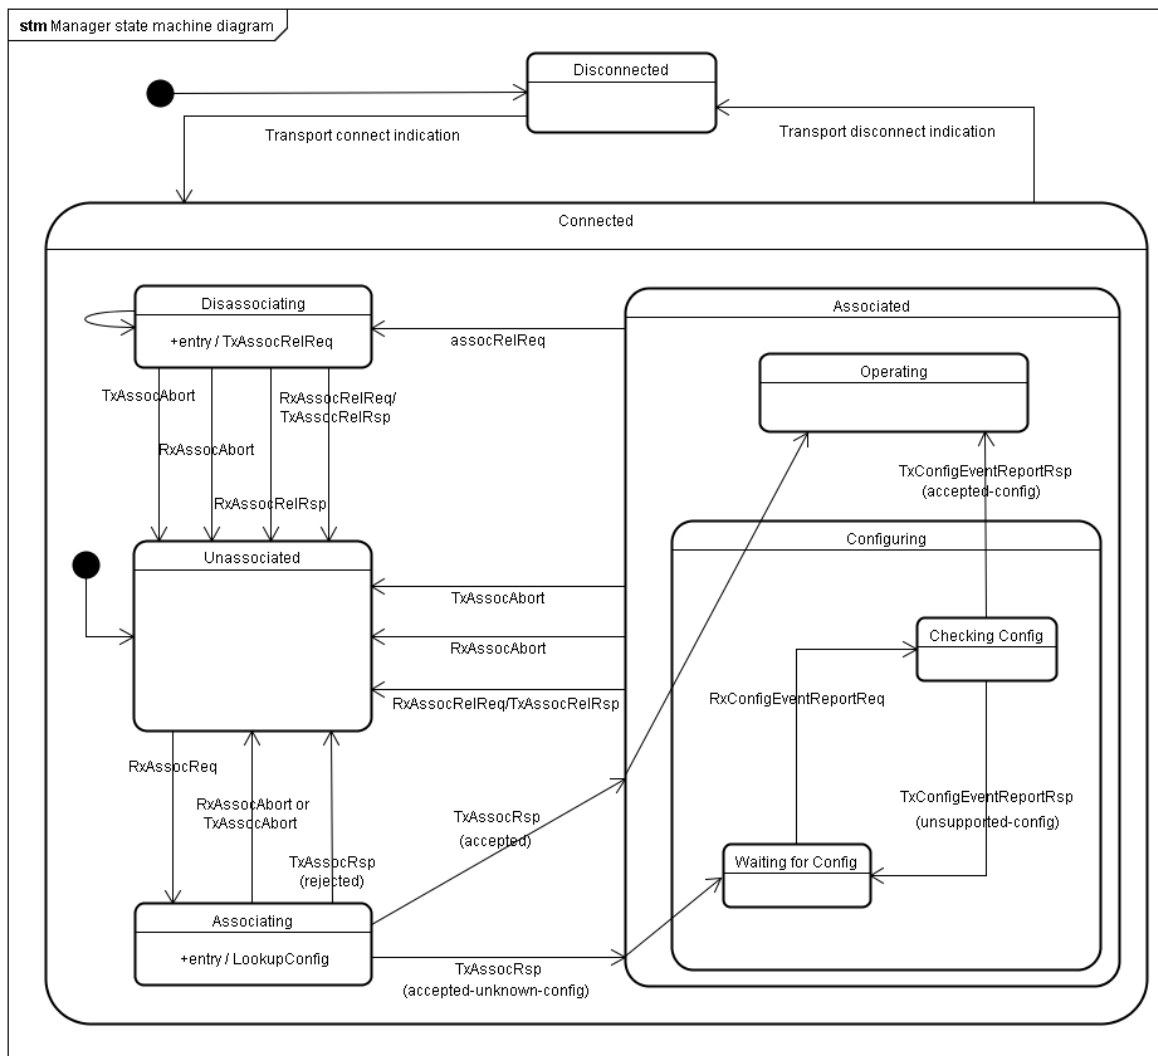 stm Manager state machine diagram
Disconnected
Transport connect indication
Transport disconnect indication
Connected
Disassociating
+entry / TxAssocRelReq
assocRelReq
Associated
Operating
TxAssocAbort
RxAssocAbort
RxAssocRelReq/
TxAssocRelRsp
RxAssocRelRsp
TxConfigEventReportRsp
(accepted-config)
Configuring
Unassociated
TxAssocAbort
RxAssocAbort
RxAssocRelReq/TxAssocRelRsp
Checking Config
RxConfigEventReportReq
TxConfigEventReportRsp
(unsupported-config)
Waiting for Config
RxAssocReq
RxAssocAbort or
TxAssocAbort
TxAssocRsp
(rejected)
TxAssocRsp
(accepted)
Associating
+entry / LookupConfig
TxAssocRsp
(accepted-unknown-config)